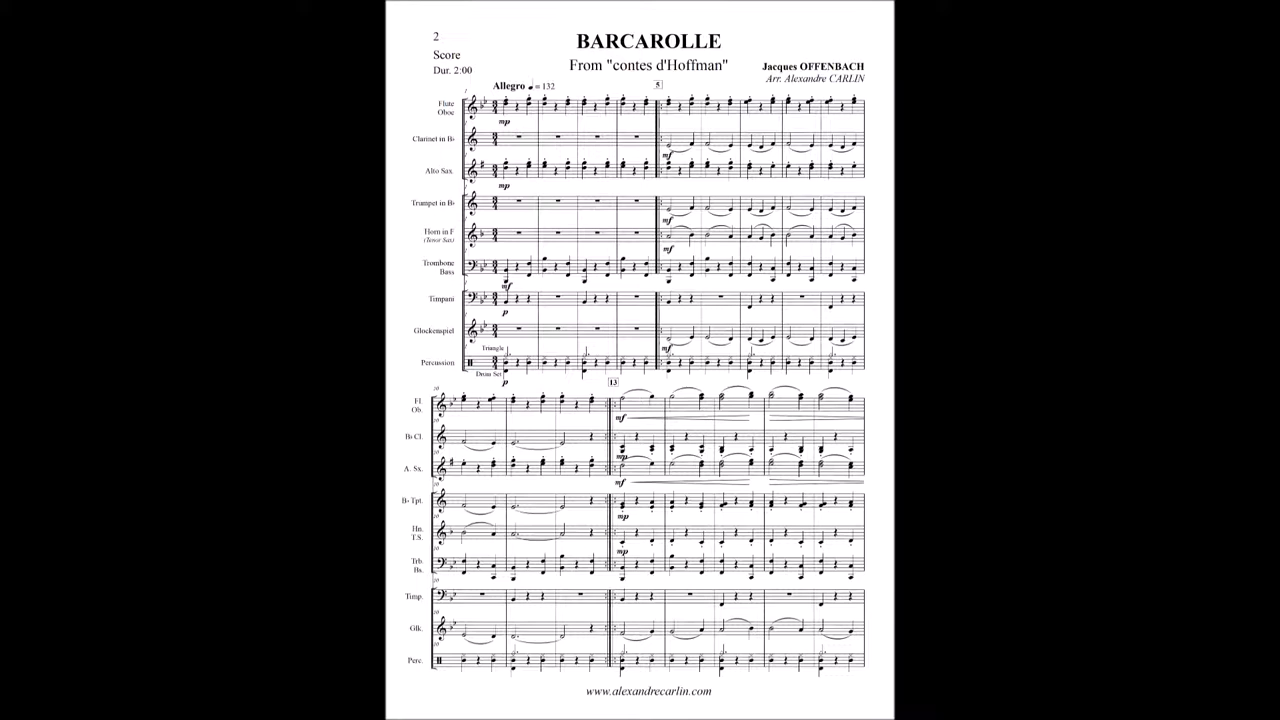 2
BARCAROLLE
Score
From "contes d'Hoffman"
Jacques OFFENBACH
Dur. 2:00
Arr. Alexandre CARLIN
Allegro ♩ = 132
5
Flute
Oboe
mp
Clarinet in B♭
mf
Alto Sax.
mp
Trumpet in B♭
mf
Horn in F
(Tenor Sax)
mf
Trombone
Bass
mf
Timpani
p
Glockenspiel
mf
Triangle
Percussion
Drum Set
p
13
10
Fl.
Ob.
mf
B♭ Cl.
mp
A. Sx.
mf
B♭ Tpt.
mp
Hn.
T.S.
mp
Trb.
Bs.
Timp.
Glk.
Perc.
www.alexandrecarlin.com